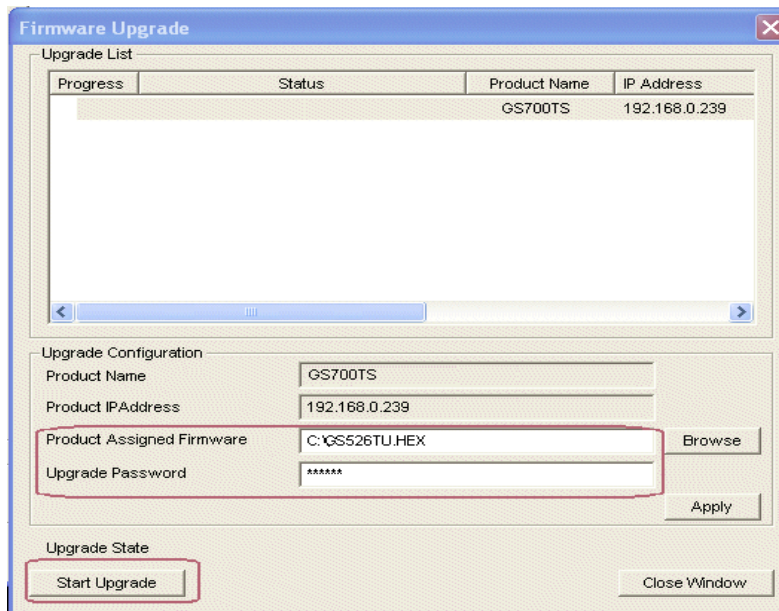 Firmware Upgrade
Upgrade List
Progress Status Product Name IP Address
GS700TS 192.168.0.239
Upgrade Configuration
Product Name GS700TS
Product IPAddress 192.168.0.239
Product Assigned Firmware C:\GS526TU.HEX Browse
Upgrade Password ******
Apply
Upgrade State
Start Upgrade Close Window